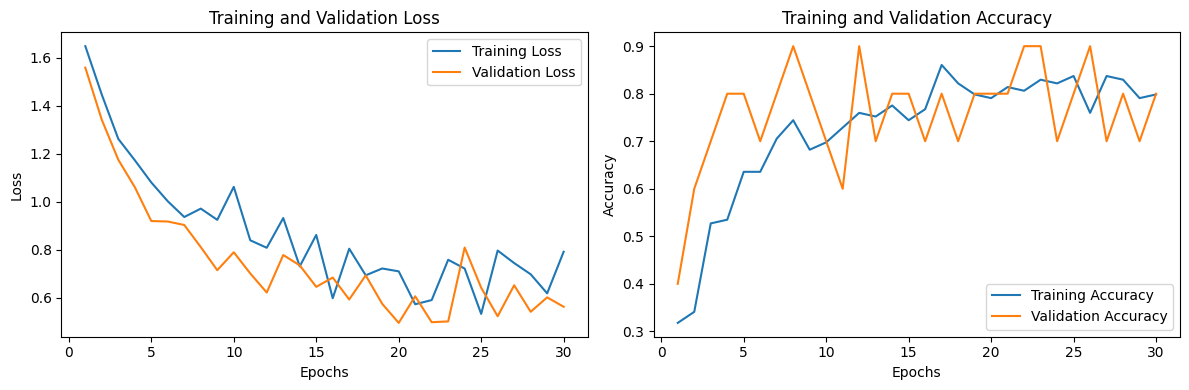 Training and Validation Loss
Training Loss
Validation Loss
1.6
1.4
1.2
1.0
0.8
0.6
Loss
0
5
10
15
20
25
30
Epochs
Training and Validation Accuracy
0.9
0.8
0.7
0.6
0.5
0.4
0.3
Accuracy
Training Accuracy
Validation Accuracy
0
5
10
15
20
25
30
Epochs